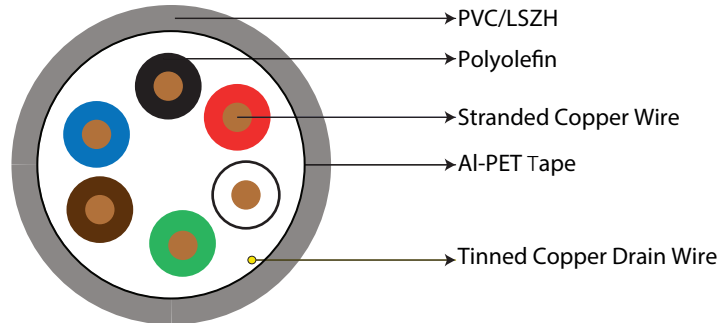 PVC/LSZH
Polyolefin
Stranded Copper Wire
Al-PET Tape
Tinned Copper Drain Wire